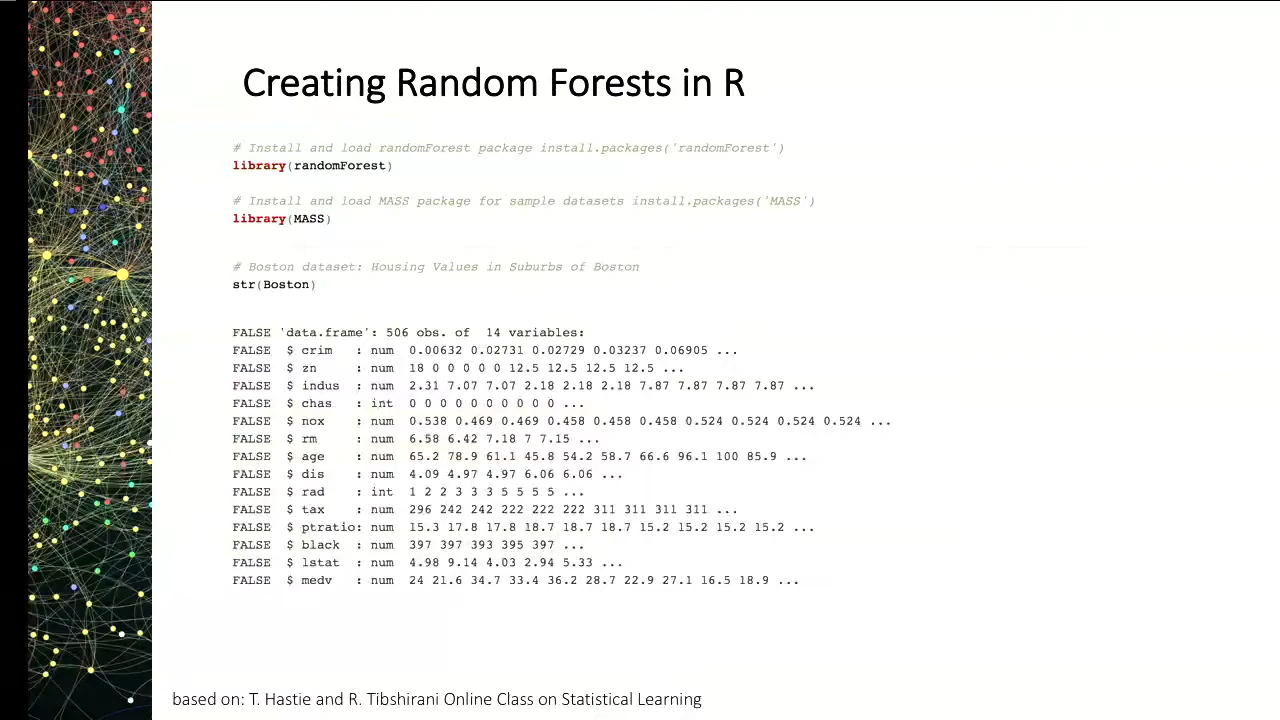 Creating Random Forests in R
# Install and load randomForest package install.packages('randomForest')
library(randomForest)
# Install and load MASS package for sample datasets install.packages('MASS')
library(MASS)
# Boston dataset: Housing Values in Suburbs of Boston
str(Boston)
FALSE 'data.frame': 506 obs. of  14 variables:
FALSE  $ crim   : num  0.00632 0.02731 0.02729 0.03237 0.06905 ...
FALSE  $ zn     : num  18 0 0 0 0 0 12.5 12.5 12.5 12.5 ...
FALSE  $ indus  : num  2.31 7.07 7.07 2.18 2.18 2.18 7.87 7.87 7.87 7.87 ...
FALSE  $ chas   : int  0 0 0 0 0 0 0 0 0 0 ...
FALSE  $ nox    : num  0.538 0.469 0.469 0.458 0.458 0.458 0.524 0.524 0.524 0.524 ...
FALSE  $ rm     : num  6.58 6.42 7.18 7 7.15 ...
FALSE  $ age    : num  65.2 78.9 61.1 45.8 54.2 58.7 66.6 96.1 100 85.9 ...
FALSE  $ dis    : num  4.09 4.97 4.97 6.06 6.06 ...
FALSE  $ rad    : int  1 2 2 3 3 3 5 5 5 5 ...
FALSE  $ tax    : num  296 242 242 222 222 222 311 311 311 311 ...
FALSE  $ ptratio: num  15.3 17.8 17.8 18.7 18.7 18.7 15.2 15.2 15.2 15.2 ...
FALSE  $ black  : num  397 397 393 395 397 ...
FALSE  $ lstat  : num  4.98 9.14 4.03 2.94 5.33 ...
FALSE  $ medv   : num  24 21.6 34.7 33.4 36.2 28.7 22.9 27.1 16.5 18.9 ...
based on: T. Hastie and R. Tibshirani Online Class on Statistical Learning